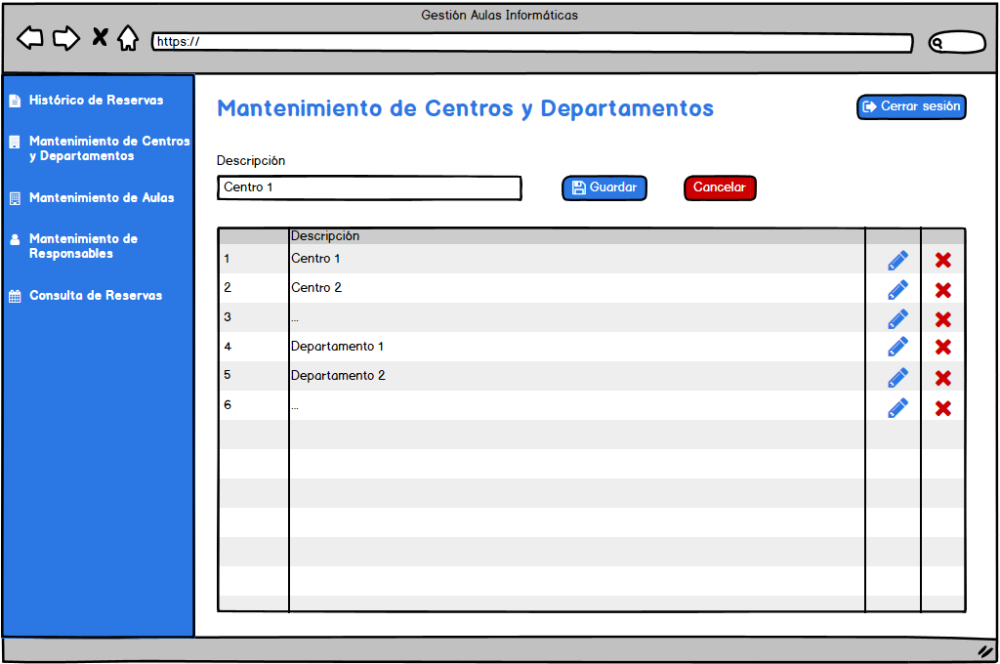 Gestión Aulas Informáticas
https://
Histórico de Reservas
Mantenimiento de Centros
y Departamentos
Mantenimiento de Aulas
Mantenimiento de
Responsables
Consulta de Reservas
Mantenimiento de Centros y Departamentos
Cerrar sesión
Descripción
Centro 1
Guardar
Cancelar
Descripción
1 Centro 1
2 Centro 2
3 ...
4 Departamento 1
5 Departamento 2
6 ...